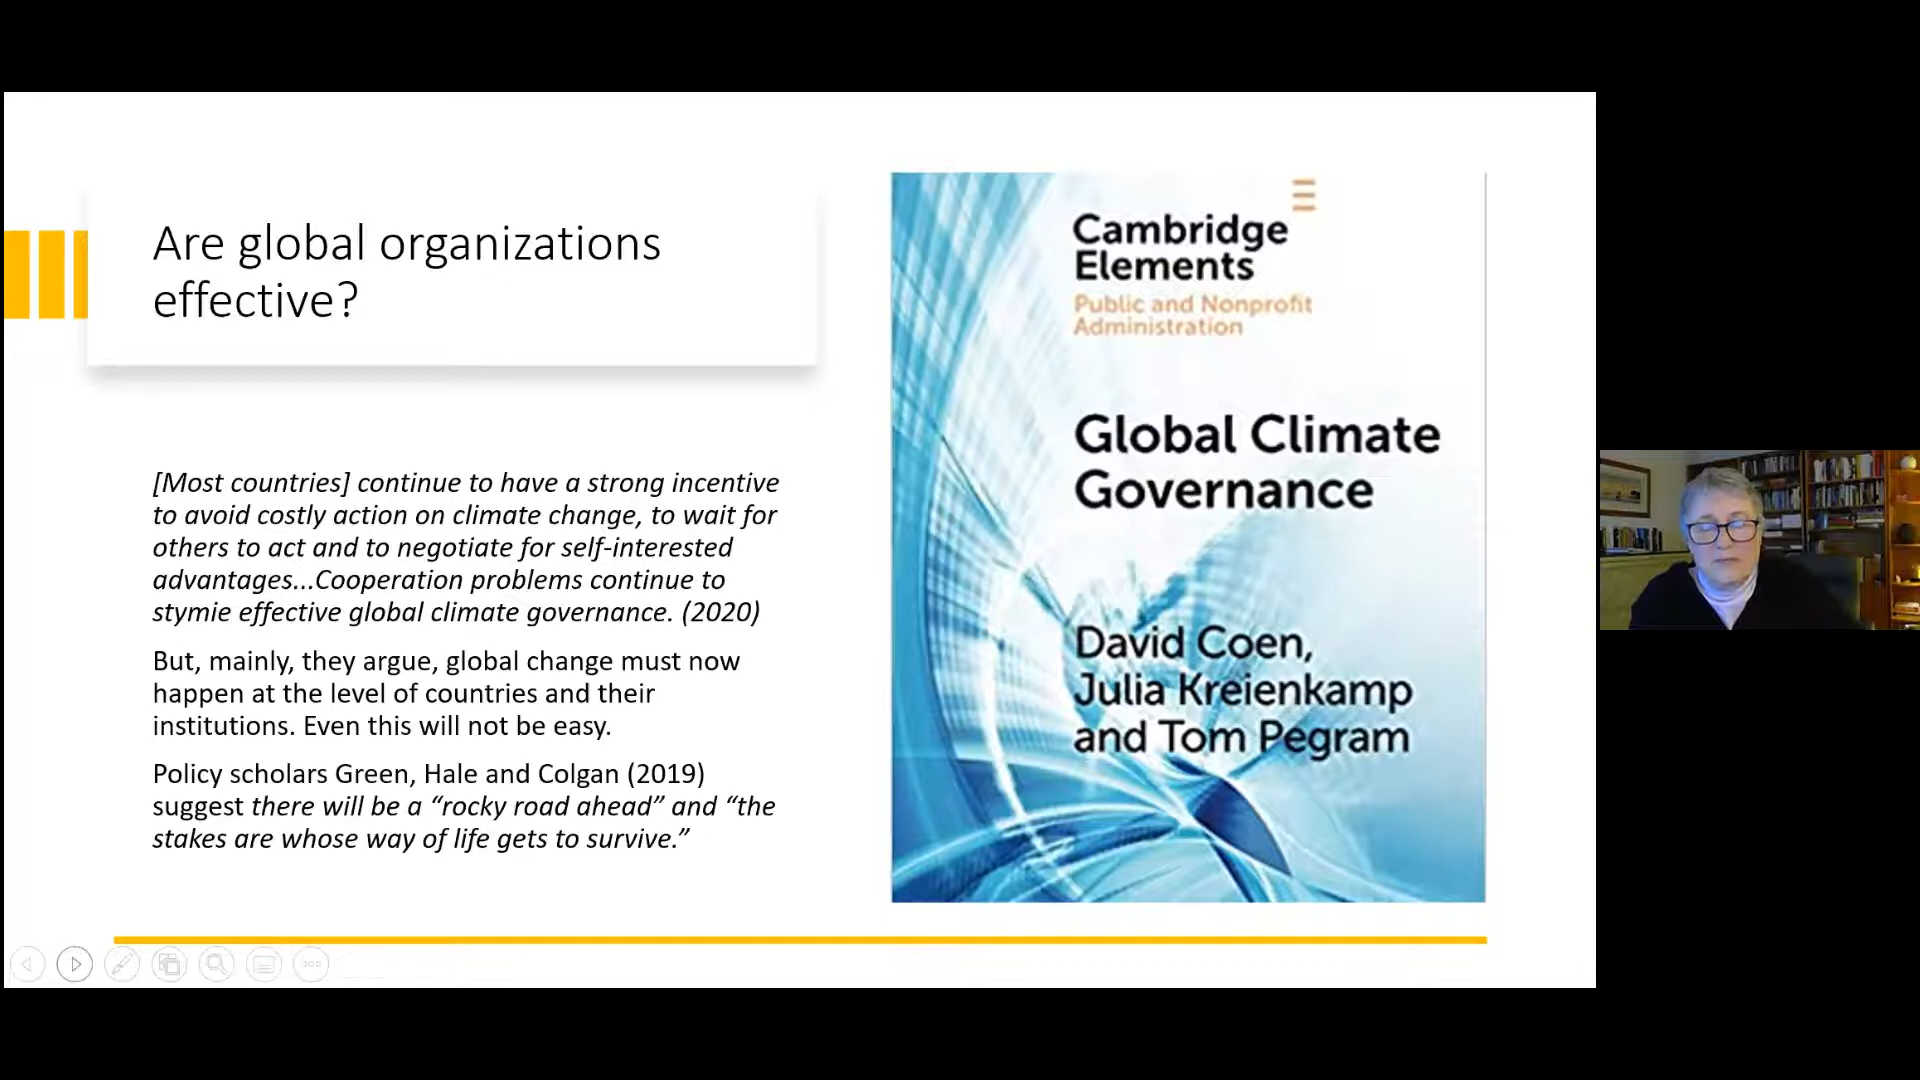 Are global organizations
effective?
[Most countries] continue to have a strong incentive
to avoid costly action on climate change, to wait for
others to act and to negotiate for self-interested
advantages...Cooperation problems continue to
stymie effective global climate governance. (2020)
But, mainly, they argue, global change must now
happen at the level of countries and their
institutions. Even this will not be easy.
Policy scholars Green, Hale and Colgan (2019)
suggest there will be a “rocky road ahead” and “the
stakes are whose way of life gets to survive.”
Cambridge
Elements
Public and Nonprofit
Administration
Global Climate
Governance
David Coen,
Julia Kreienkamp
and Tom Pegram